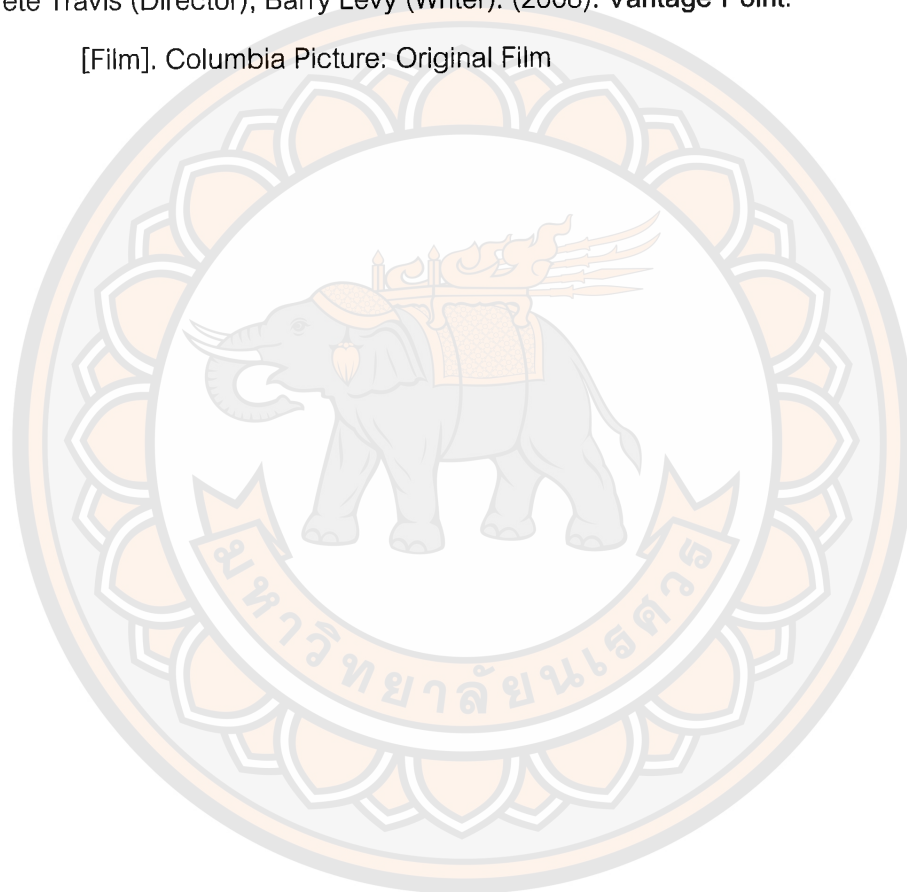 ete Travis (Director), Barry Levy (Writer). (2008). Vantage Point.
[Film]. Columbia Picture: Original Film
มหาวิทยาลัยนเรศวร